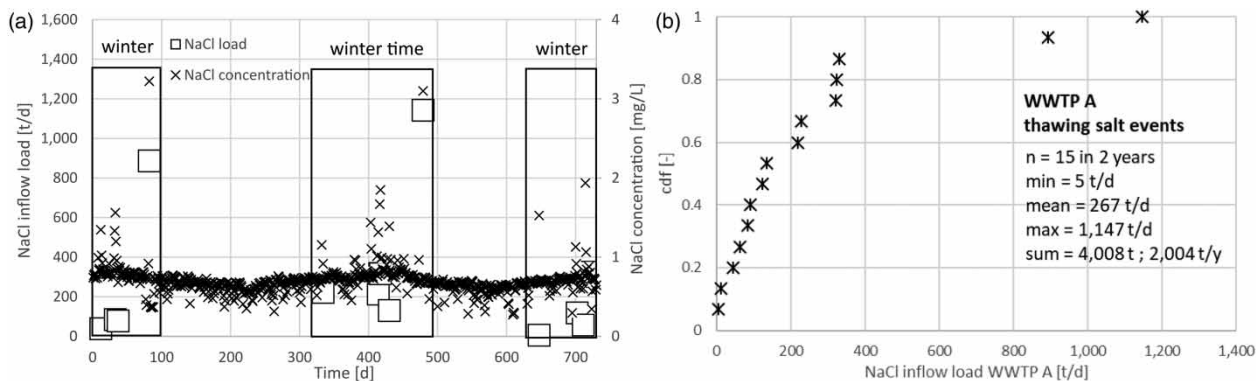 (a)
1,600
1,400
1,200
1,000
800
600
400
200
0
NaCl inflow load [t/d]
winter
NaCl load
NaCl concentration
winter time
winter
4
3
2
1
0
NaCl concentration [mg/L]
0 100 200 300 400 500 600 700
Time [d]
(b)
1
0.8
0.6
0.4
0.2
0
cdf [-]
WWTP A
thawing salt events
n = 15 in 2 years
min = 5 t/d
mean = 267 t/d
max = 1,147 t/d
sum = 4,008 t ; 2,004 t/y
0 200 400 600 800 1,000 1,200 1,400
NaCl inflow load WWTP A [t/d]